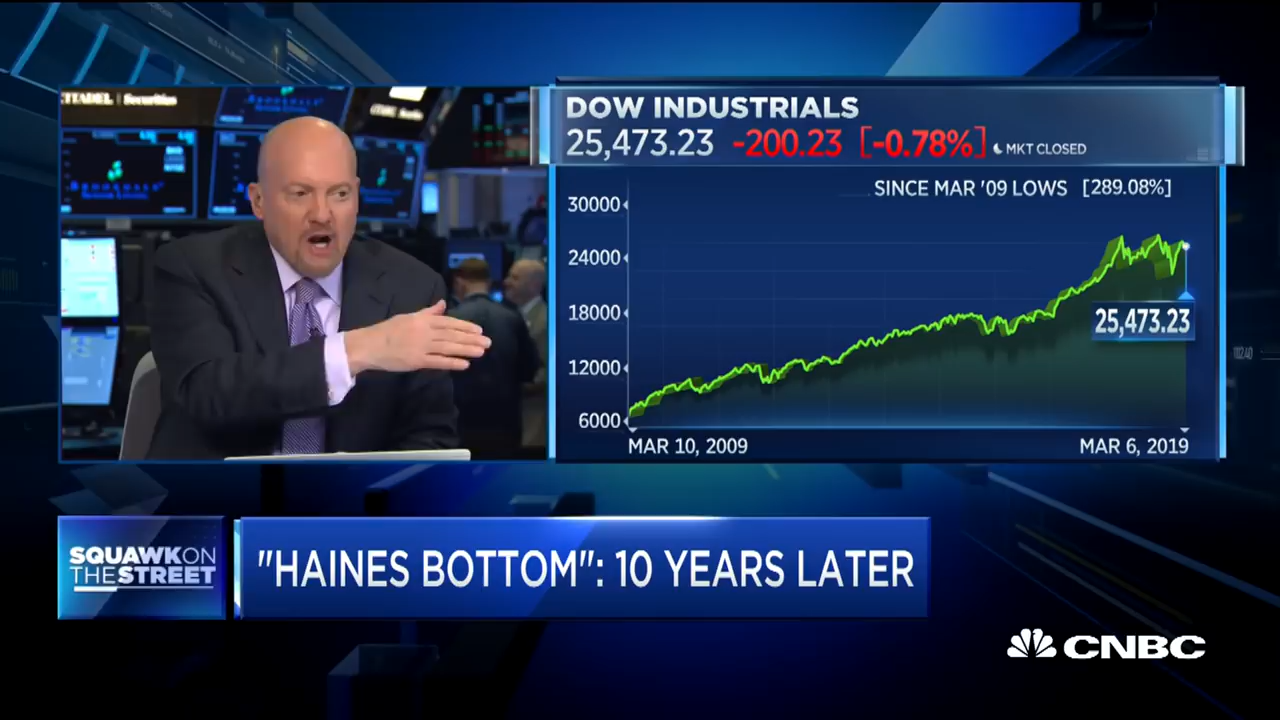 CITADEL | Securities
DOW INDUSTRIALS
25,473.23 -200.23 [-0.78%] MKT CLOSED
SINCE MAR '09 LOWS [289.08%]
30000
24000
18000
12000
6000
25,473.23
MAR 10, 2009
MAR 6, 2019
SQUAWK ON
THE STREET
"HAINES BOTTOM": 10 YEARS LATER
CNBC